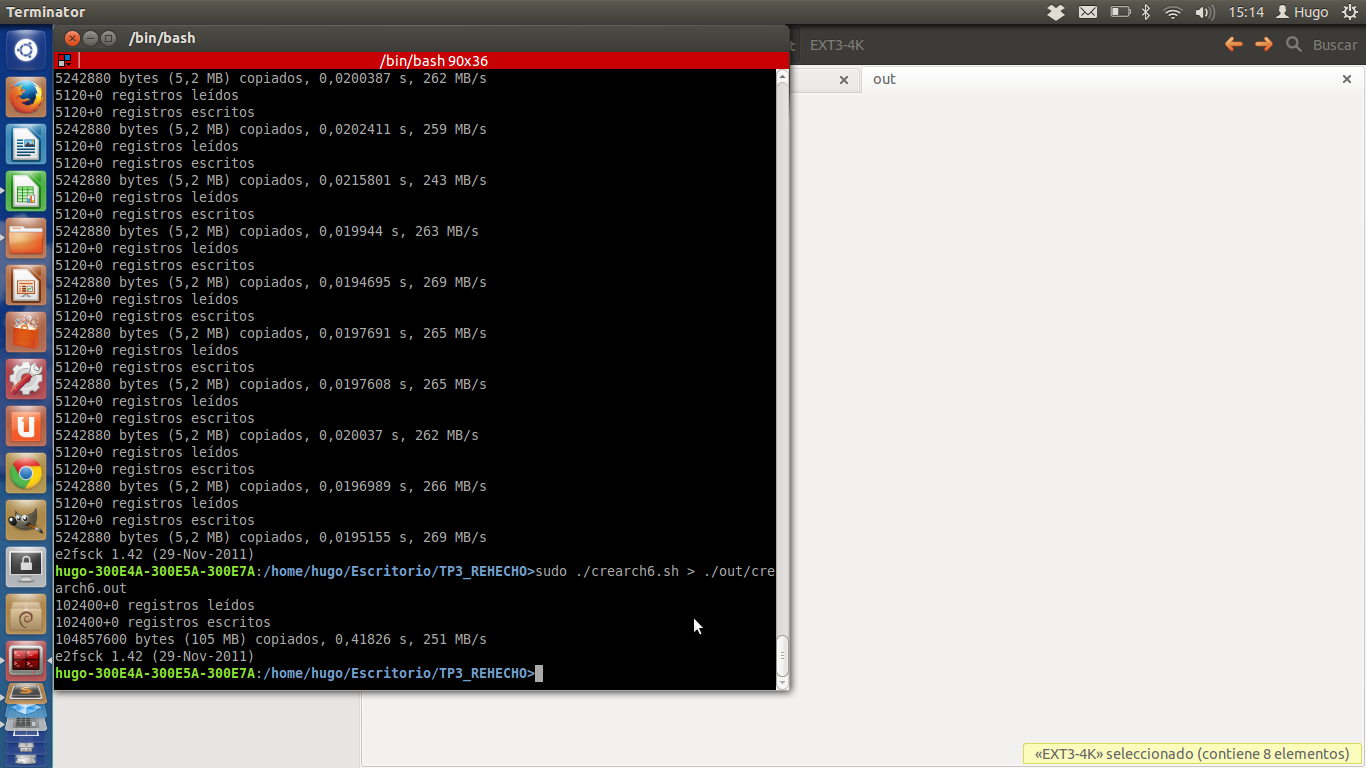 Terminator
15:14
Hugo
/bin/bash
EXT3-4K
Buscar
/bin/bash 90x36
out
5242880 bytes (5,2 MB) copiados, 0,0200387 s, 262 MB/s
5120+0 registros leídos
5120+0 registros escritos
5242880 bytes (5,2 MB) copiados, 0,0202411 s, 259 MB/s
5120+0 registros leídos
5120+0 registros escritos
5242880 bytes (5,2 MB) copiados, 0,0215801 s, 243 MB/s
5120+0 registros leídos
5120+0 registros escritos
5242880 bytes (5,2 MB) copiados, 0,019944 s, 263 MB/s
5120+0 registros leídos
5120+0 registros escritos
5242880 bytes (5,2 MB) copiados, 0,0194695 s, 269 MB/s
5120+0 registros leídos
5120+0 registros escritos
5242880 bytes (5,2 MB) copiados, 0,0197691 s, 265 MB/s
5120+0 registros leídos
5120+0 registros escritos
5242880 bytes (5,2 MB) copiados, 0,0197608 s, 265 MB/s
5120+0 registros leídos
5120+0 registros escritos
5242880 bytes (5,2 MB) copiados, 0,020037 s, 262 MB/s
5120+0 registros leídos
5120+0 registros escritos
5242880 bytes (5,2 MB) copiados, 0,0196989 s, 266 MB/s
5120+0 registros leídos
5120+0 registros escritos
5242880 bytes (5,2 MB) copiados, 0,0195155 s, 269 MB/s
e2fsck 1.42 (29-Nov-2011)
hugo-300E4A-300E5A-300E7A:/home/hugo/Escritorio/TP3_REHECHO>sudo ./crearch6.sh > ./out/cre
arch6.out
102400+0 registros leídos
102400+0 registros escritos
104857600 bytes (105 MB) copiados, 0,41826 s, 251 MB/s
e2fsck 1.42 (29-Nov-2011)
hugo-300E4A-300E5A-300E7A:/home/hugo/Escritorio/TP3_REHECHO>
«EXT3-4K» seleccionado (contiene 8 elementos)